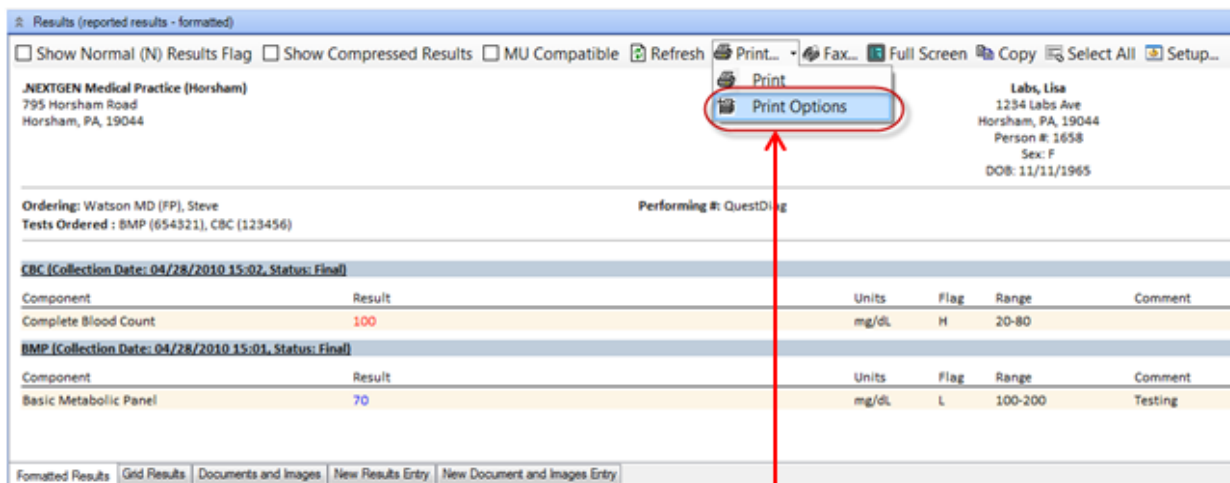 Results (reported results - formatted)
Show Normal (N) Results Flag Show Compressed Results MU Compatible Refresh Print... Fax... Full Screen Copy Select All Setup...
Print
Print Options
.NEXTGEN Medical Practice (Horsham)
795 Horsham Road
Horsham, PA, 19044
Labs, Lisa
1234 Labs Ave
Horsham, PA, 19044
Person #: 1658
Sex: F
DOB: 11/11/1965
Ordering: Watson MD (FP), Steve Performing #: QuestDiag
Tests Ordered : BMP (654321), CBC (123456)
CBC (Collection Date: 04/28/2010 15:02, Status: Final)
Component Result Units Flag Range Comment
Complete Blood Count 100 mg/dL H 20-80
BMP (Collection Date: 04/28/2010 15:01, Status: Final)
Component Result Units Flag Range Comment
Basic Metabolic Panel 70 mg/dL L 100-200 Testing
Formatted Results Grid Results Documents and Images New Results Entry New Document and Images Entry